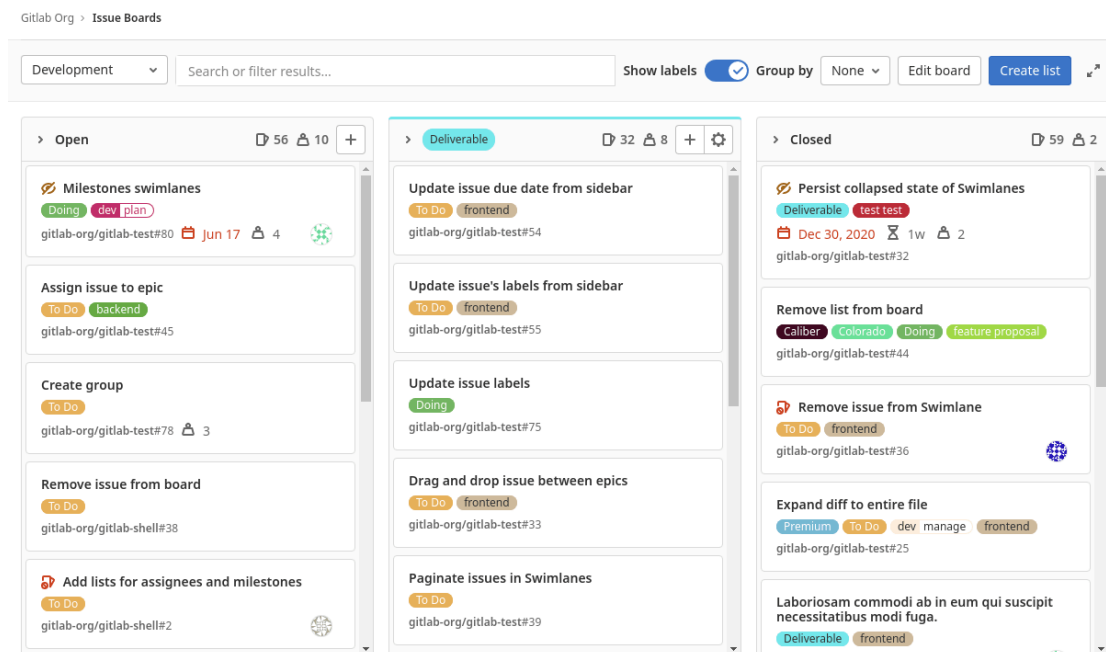 Gitlab Org › Issue Boards
Development
Search or filter results...
Show labels
Group by
None
Edit board
Create list
Open 56 10
Milestones swimlanes
Doing dev plan
gitlab-org/gitlab-test#80 Jun 17 4
Assign issue to epic
To Do backend
gitlab-org/gitlab-test#45
Create group
To Do
gitlab-org/gitlab-test#78 3
Remove issue from board
To Do
gitlab-org/gitlab-shell#38
Add lists for assignees and milestones
To Do
gitlab-org/gitlab-shell#2
Deliverable 32 8
Update issue due date from sidebar
To Do frontend
gitlab-org/gitlab-test#54
Update issue's labels from sidebar
To Do frontend
gitlab-org/gitlab-test#55
Update issue labels
Doing
gitlab-org/gitlab-test#75
Drag and drop issue between epics
To Do frontend
gitlab-org/gitlab-test#33
Paginate issues in Swimlanes
To Do
gitlab-org/gitlab-test#39
Closed 59 2
Persist collapsed state of Swimlanes
Deliverable test test
Dec 30, 2020 1w 2
gitlab-org/gitlab-test#32
Remove list from board
Caliber Colorado Doing feature proposal
gitlab-org/gitlab-test#44
Remove issue from Swimlane
To Do frontend
gitlab-org/gitlab-test#36
Expand diff to entire file
Premium To Do dev manage frontend
gitlab-org/gitlab-test#25
Laboriosam commodi ab in eum qui suscipit
necessitatibus modi fuga.
Deliverable frontend